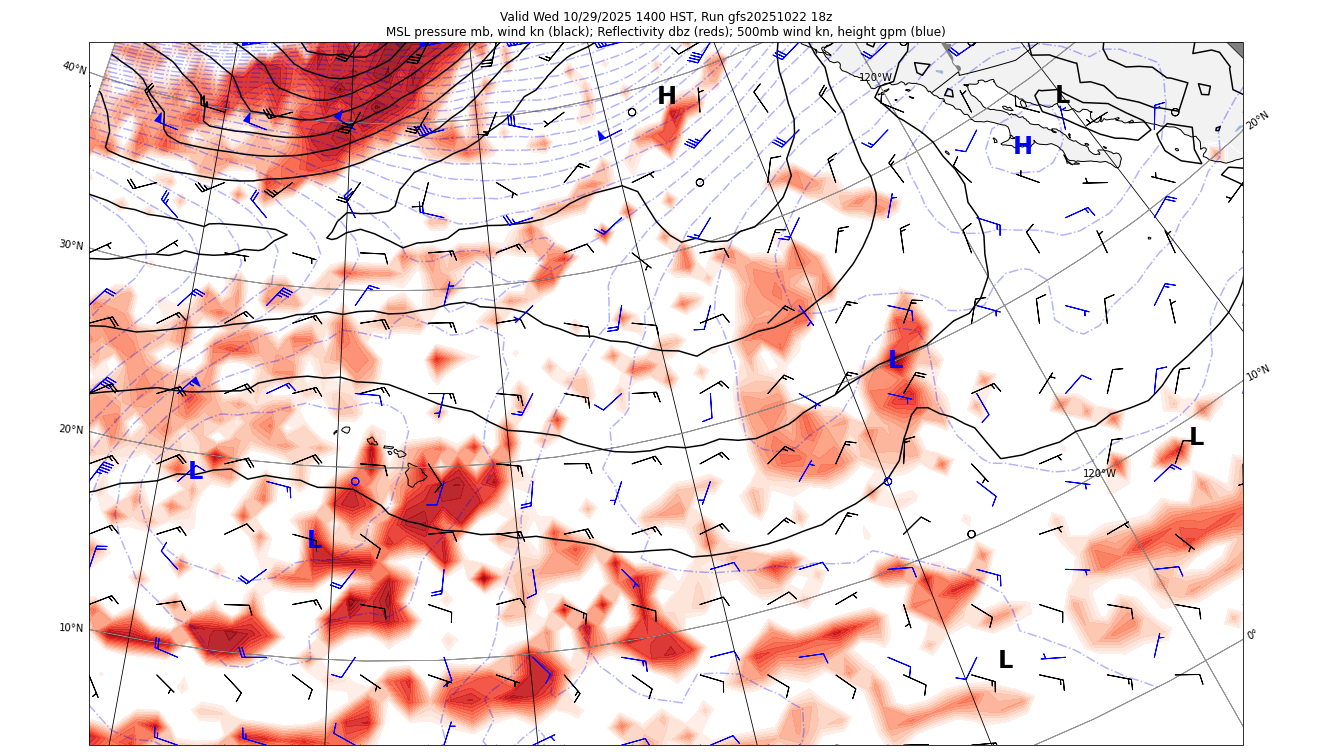 Valid Wed 10/29/2025 1400 HST, Run gfs20251022 18z
MSL pressure mb, wind kn (black); Reflectivity dbz (reds); 500mb wind kn, height gpm (blue)
40°N
120°W
H
L
20°N
H
30°N
L
10°N
20°N
L
L
120°W
L
10°N
0°
L